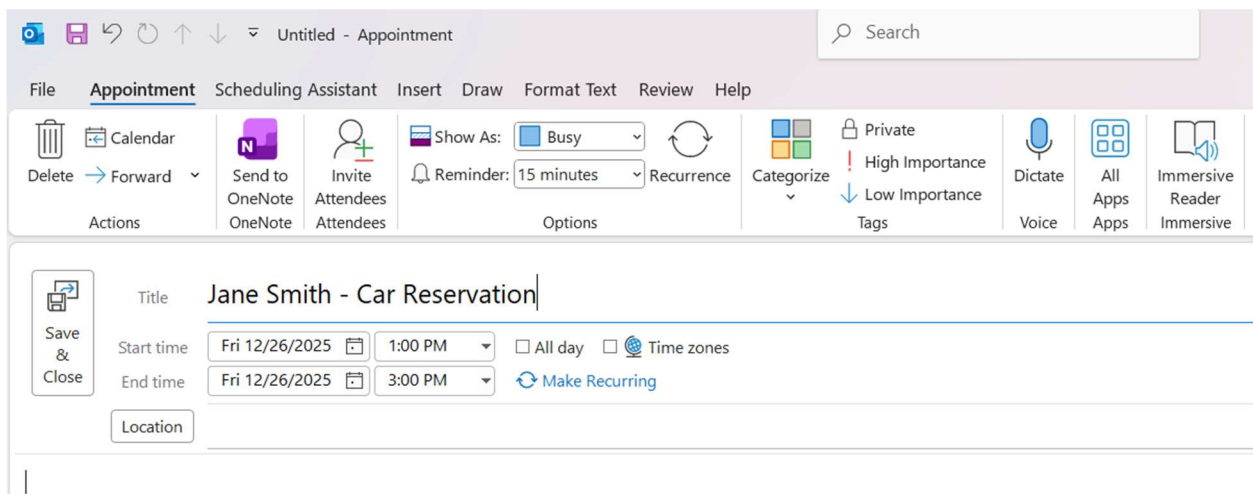 Untitled - Appointment
Search
File Appointment Scheduling Assistant Insert Draw Format Text Review Help
Delete
Calendar
Forward
Actions
N
Send to
OneNote
OneNote
Invite
Attendees
Attendees
Show As: Busy
Reminder: 15 minutes
Recurrence
Options
Categorize
Private
High Importance
Low Importance
Tags
Dictate
Voice
All
Apps
Apps
Immersive
Reader
Immersive
Save
&
Close
Title Jane Smith - Car Reservation
Start time Fri 12/26/2025 1:00 PM All day Time zones
End time Fri 12/26/2025 3:00 PM Make Recurring
Location